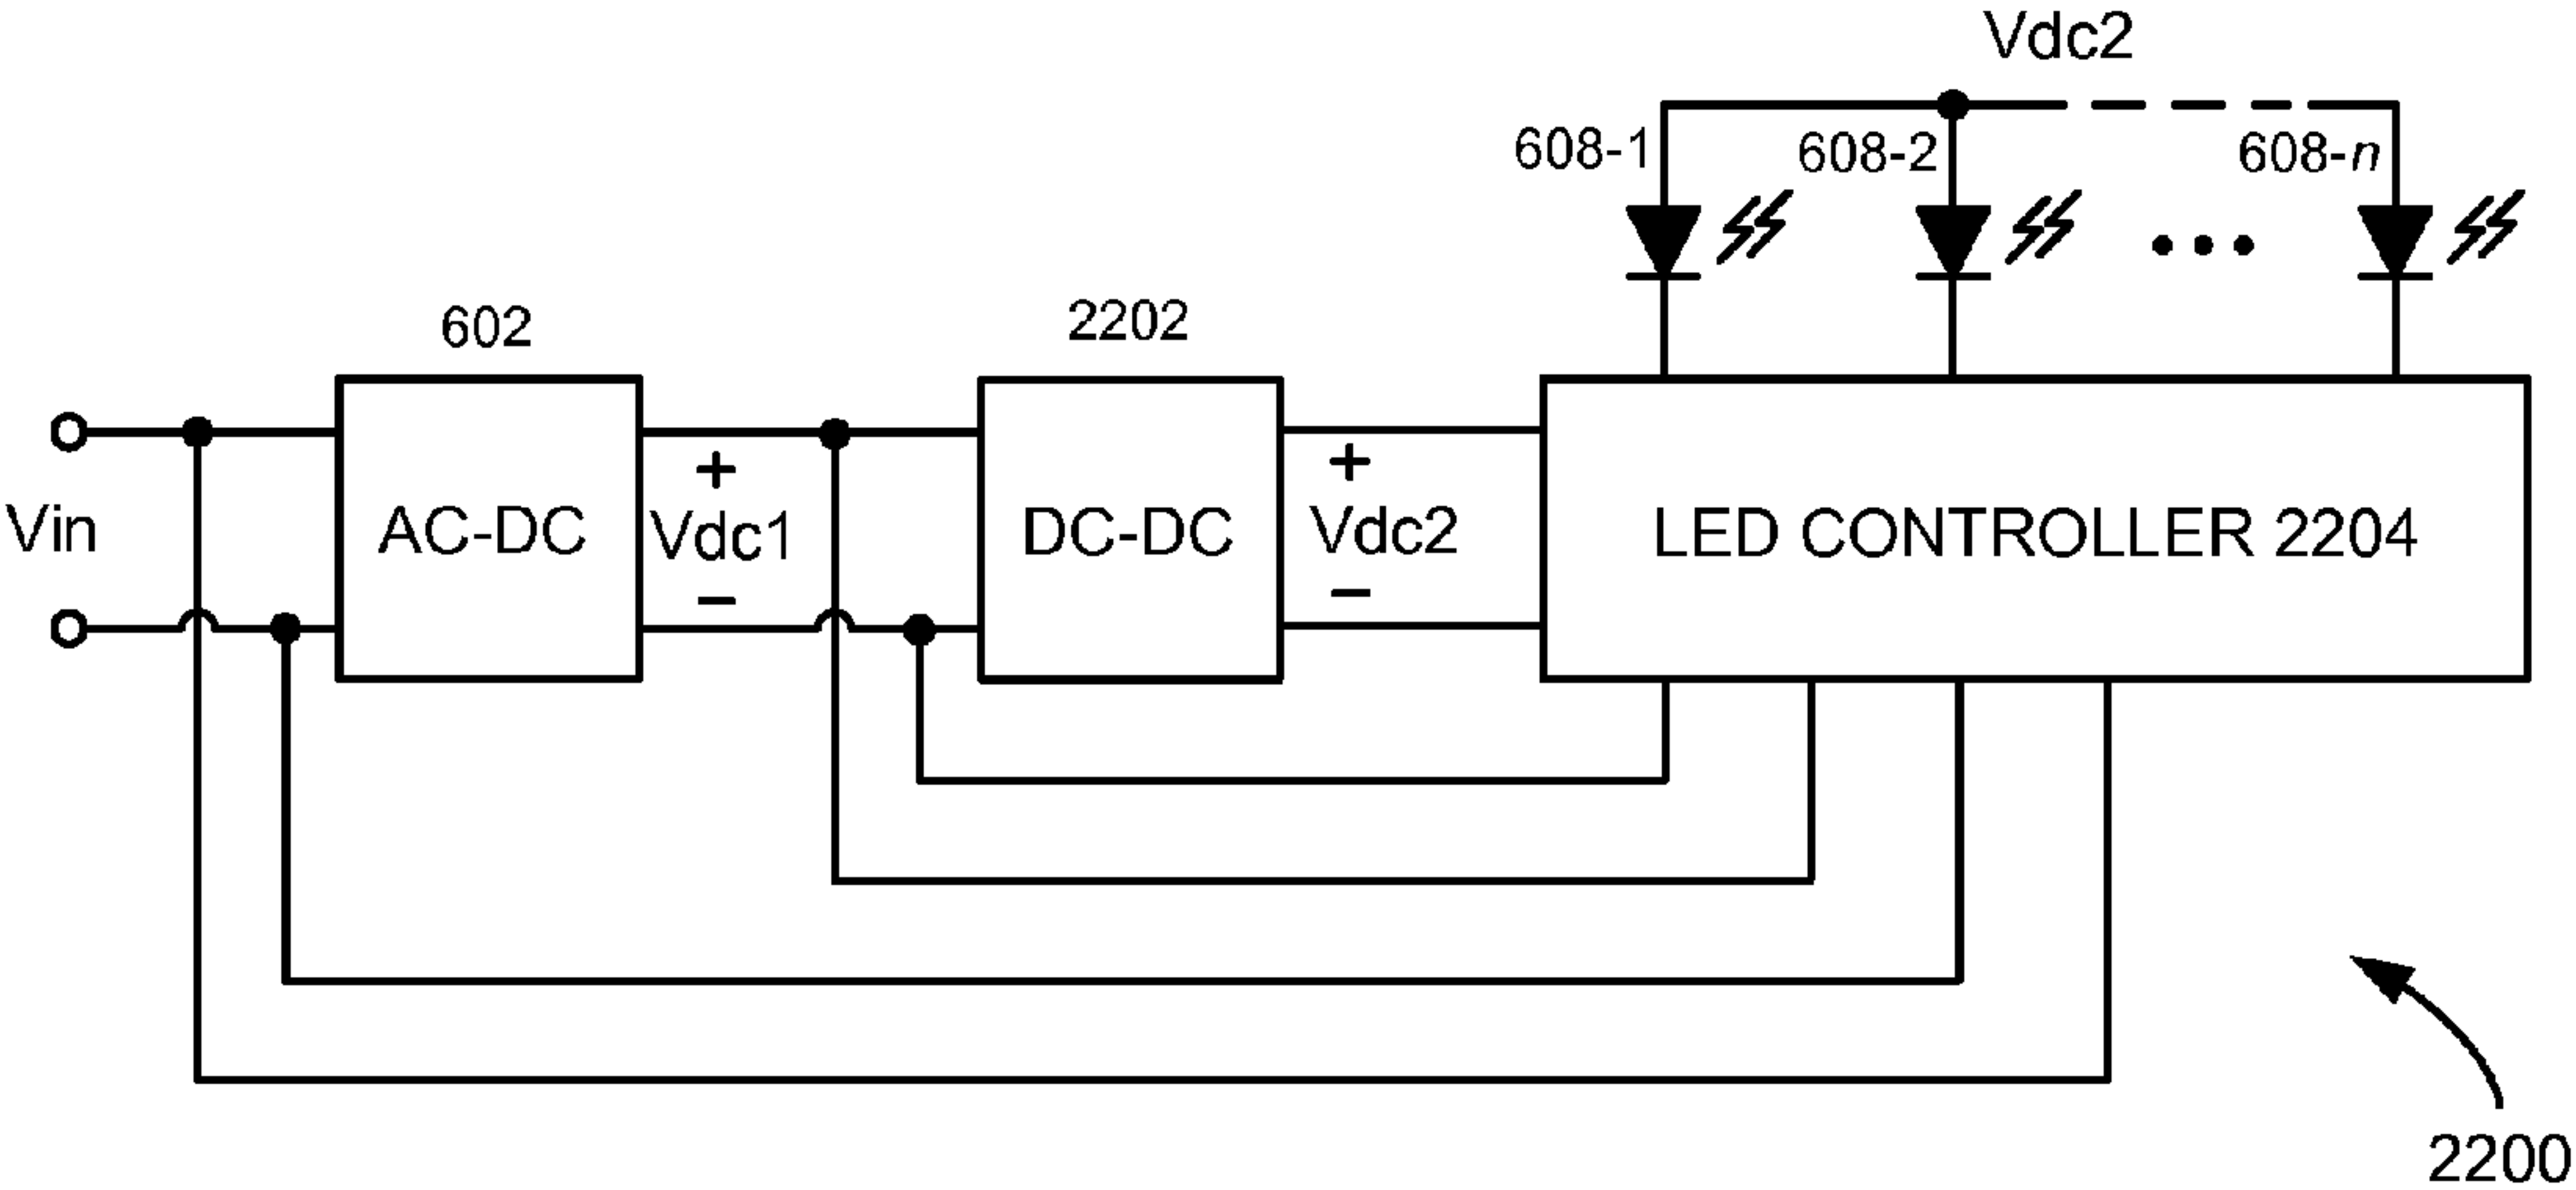 Vdc2
608-1
608-2
608-n
602
2202
Vin
AC-DC
+
Vdc1
−
DC-DC
+
Vdc2
−
LED CONTROLLER 2204
2200